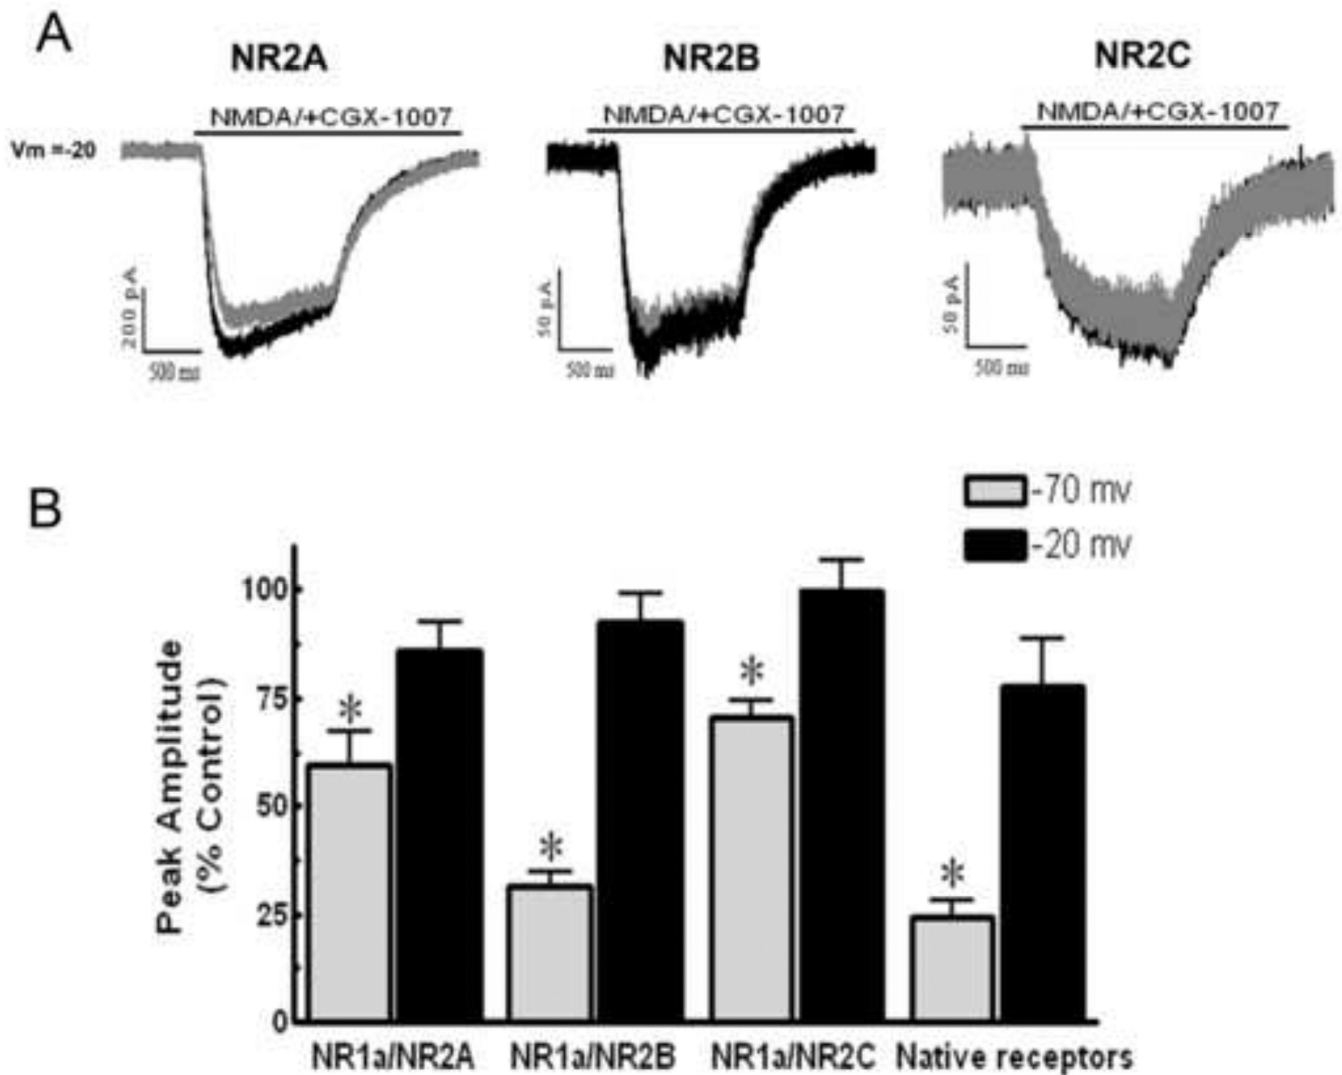 A
NR2A
NR2B
NR2C
NMDA/+CGX-1007
NMDA/+CGX-1007
NMDA/+CGX-1007
Vm =-20
200 pA
500 ms
50 pA
500 ms
50 pA
500 ms
B
-70 mv
-20 mv
Peak Amplitude
(% Control)
100
75
50
25
0
*
*
*
*
NR1a/NR2A
NR1a/NR2B
NR1a/NR2C
Native receptors